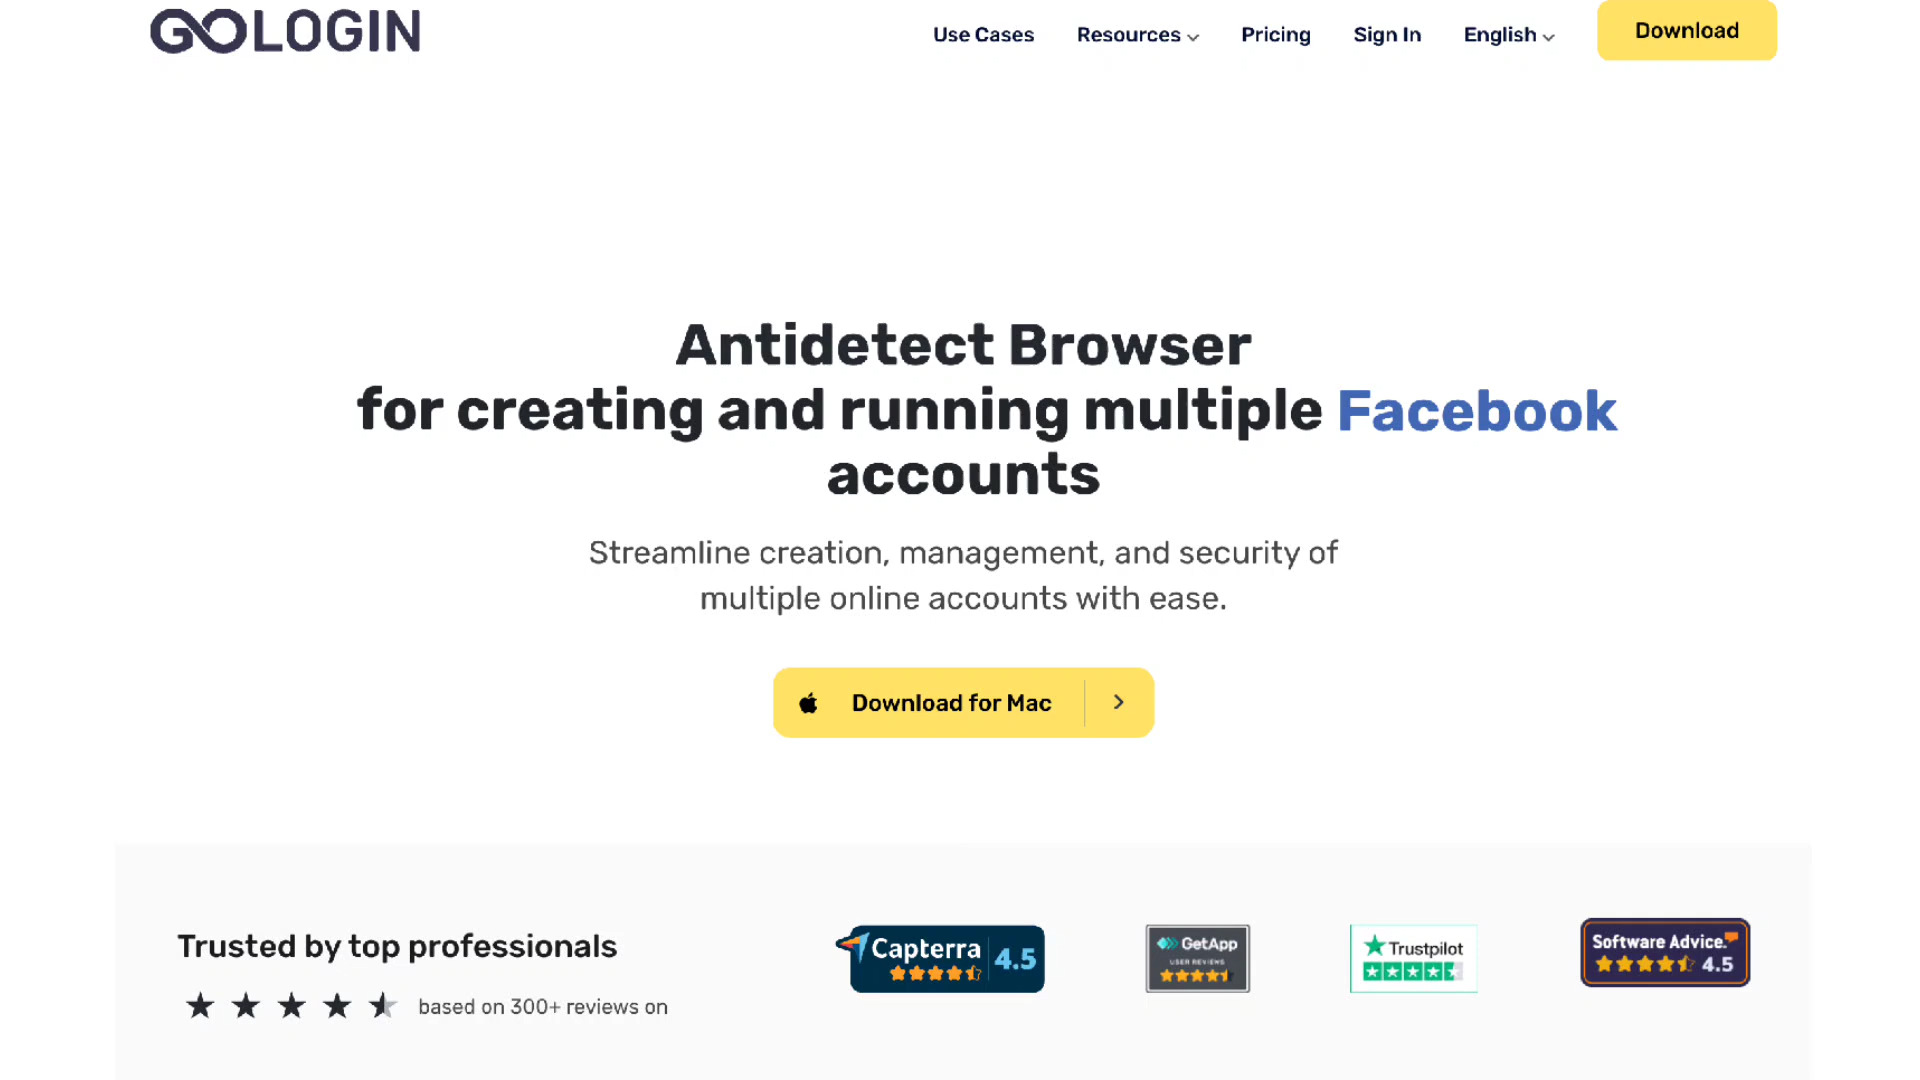 GOLOGIN
Use Cases
Resources
Pricing
Sign In
English
Download
Antidetect Browser
for creating and running multiple Facebook
accounts
Streamline creation, management, and security of
multiple online accounts with ease.
Download for Mac
Trusted by top professionals
based on 300+ reviews on
Capterra
4.5
GetApp
USER REVIEWS
Trustpilot
Software Advice.
4.5